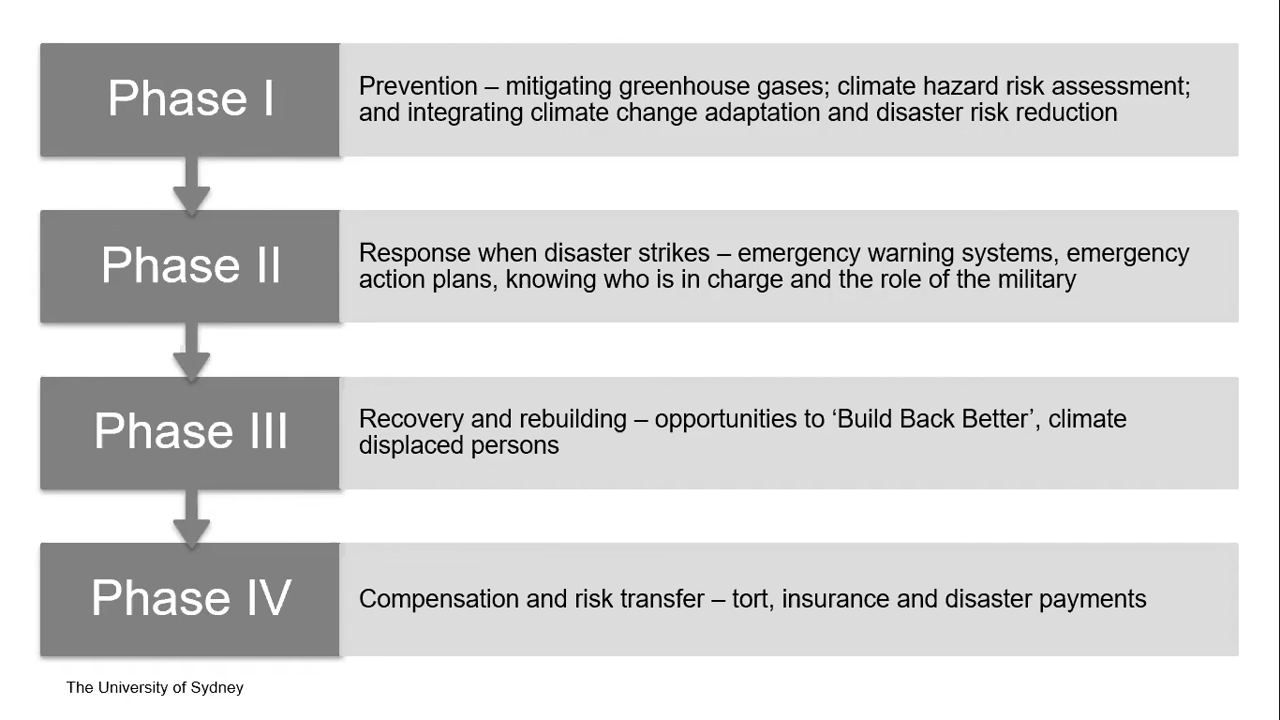 Phase I
Prevention – mitigating greenhouse gases; climate hazard risk assessment;
and integrating climate change adaptation and disaster risk reduction
Phase II
Response when disaster strikes – emergency warning systems, emergency
action plans, knowing who is in charge and the role of the military
Phase III
Recovery and rebuilding – opportunities to ‘Build Back Better’, climate
displaced persons
Phase IV
Compensation and risk transfer – tort, insurance and disaster payments
The University of Sydney